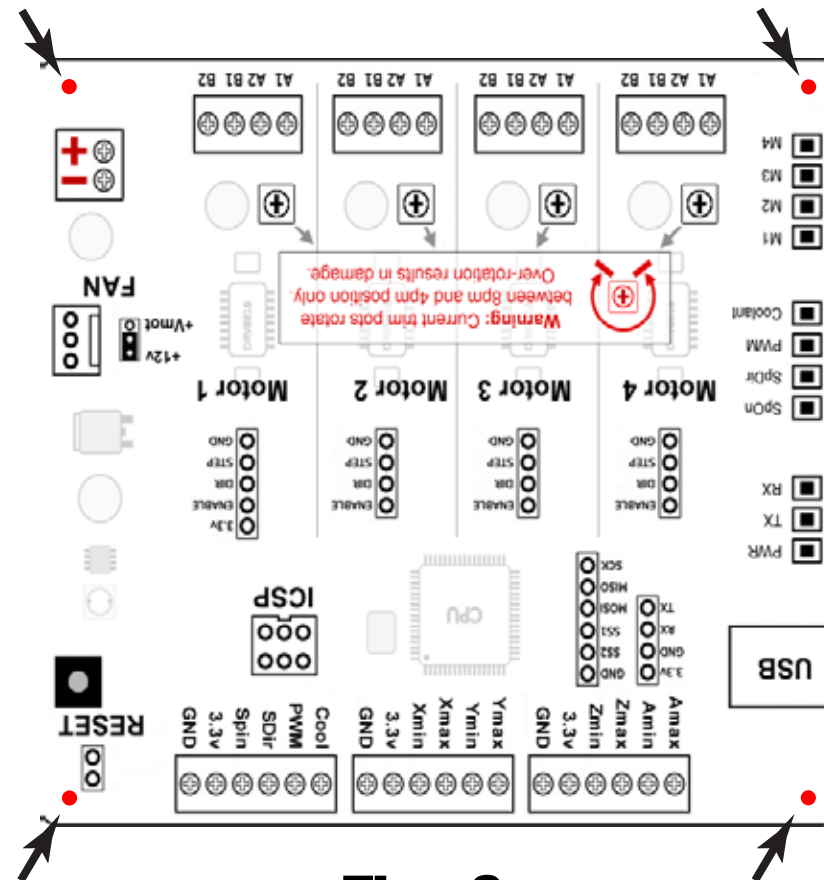 A1 A2 B1 B2
A1 A2 B1 B2
A1 A2 B1 B2
A1 A2 B1 B2
+
−
M4
M3
M2
M1
FAN
+Vmot
+12v
Warning: Current trim pots rotate
between 8pm and 4pm position only.
Over-rotation results in damage.
DRV8818
Coolant
PWM
SpDir
SpOn
Motor 1
Motor 2
Motor 3
Motor 4
GND
STEP
DIR
ENABLE
3.3v
GND
STEP
DIR
ENABLE
GND
STEP
DIR
ENABLE
GND
STEP
DIR
ENABLE
RX
TX
PWR
ICSP
CPU
SCK
MISO
MOSI
SS1
SS2
GND
TX
RX
GND
3.3v
USB
RESET
GND
3.3v
Spin
SDir
PWM
Cool
GND
3.3v
Xmin
Xmax
Ymin
Ymax
GND
3.3v
Zmin
Zmax
Amin
Amax